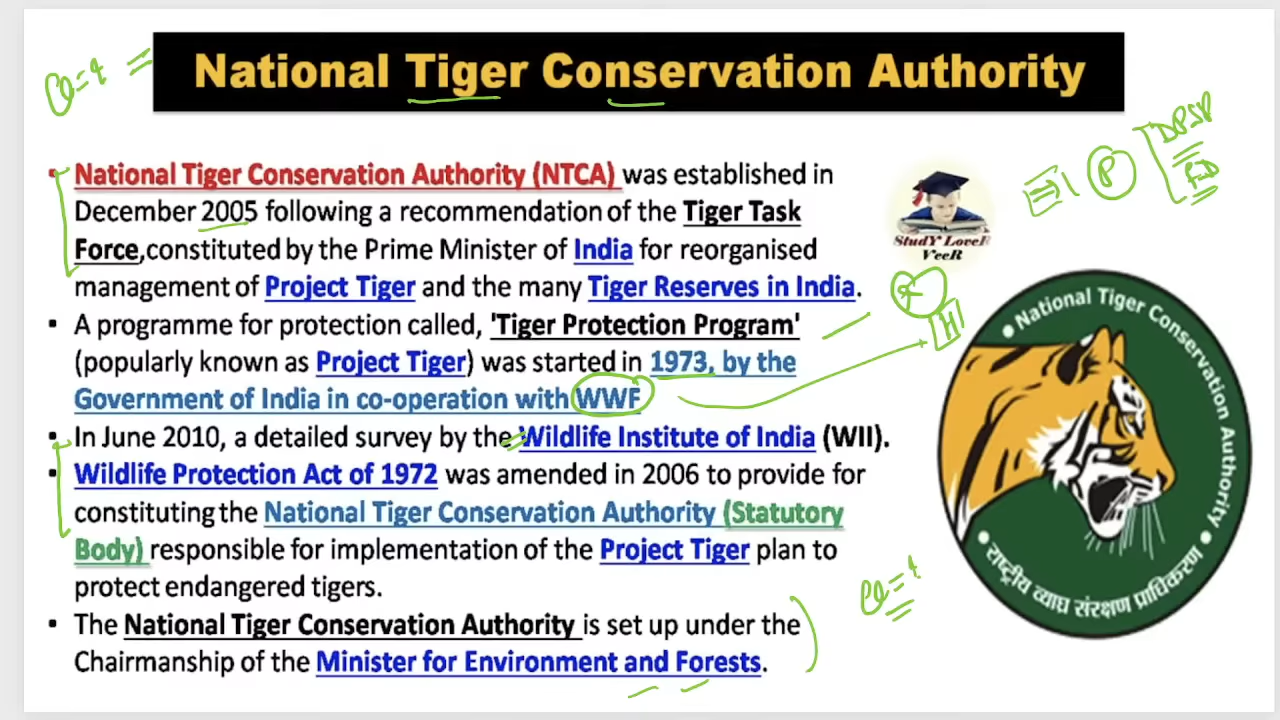 National Tiger Conservation Authority
• National Tiger Conservation Authority (NTCA) was established in
December 2005 following a recommendation of the Tiger Task
Force,constituted by the Prime Minister of India for reorganised
management of Project Tiger and the many Tiger Reserves in India.
▪ A programme for protection called, 'Tiger Protection Program'
(popularly known as Project Tiger) was started in 1973, by the
Government of India in co-operation with WWF
▪ In June 2010, a detailed survey by the Wildlife Institute of India (WII).
▪ Wildlife Protection Act of 1972 was amended in 2006 to provide for
constituting the National Tiger Conservation Authority (Statutory
Body) responsible for implementation of the Project Tiger plan to
protect endangered tigers.
▪ The National Tiger Conservation Authority is set up under the
Chairmanship of the Minister for Environment and Forests.
DPSP
FD
P
H
StudY LoveR
VeeR
National Tiger Conservation Authority
राष्ट्रीय व्याघ्र संरक्षण प्राधिकरण